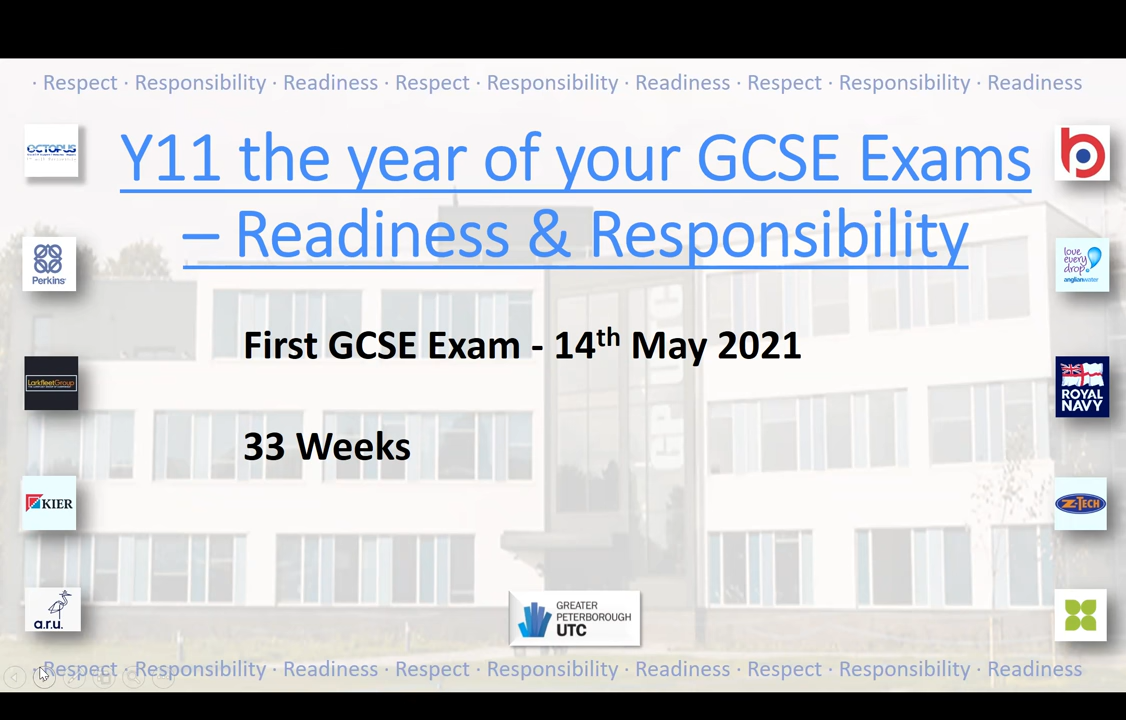 · Respect · Responsibility · Readiness · Respect · Responsibility · Readiness · Respect · Responsibility · Readiness
Y11 the year of your GCSE Exams
– Readiness & Responsibility
First GCSE Exam - 14th May 2021
33 Weeks
OCTOPUS
Perkins
LarkfleetGroup
KIER
a.r.u.
b
love
every
drop
anglianwater
ROYAL
NAVY
Z-TECH
GREATER
PETERBOROUGH
UTC
· Respect · Responsibility · Readiness · Respect · Responsibility · Readiness · Respect · Responsibility · Readiness